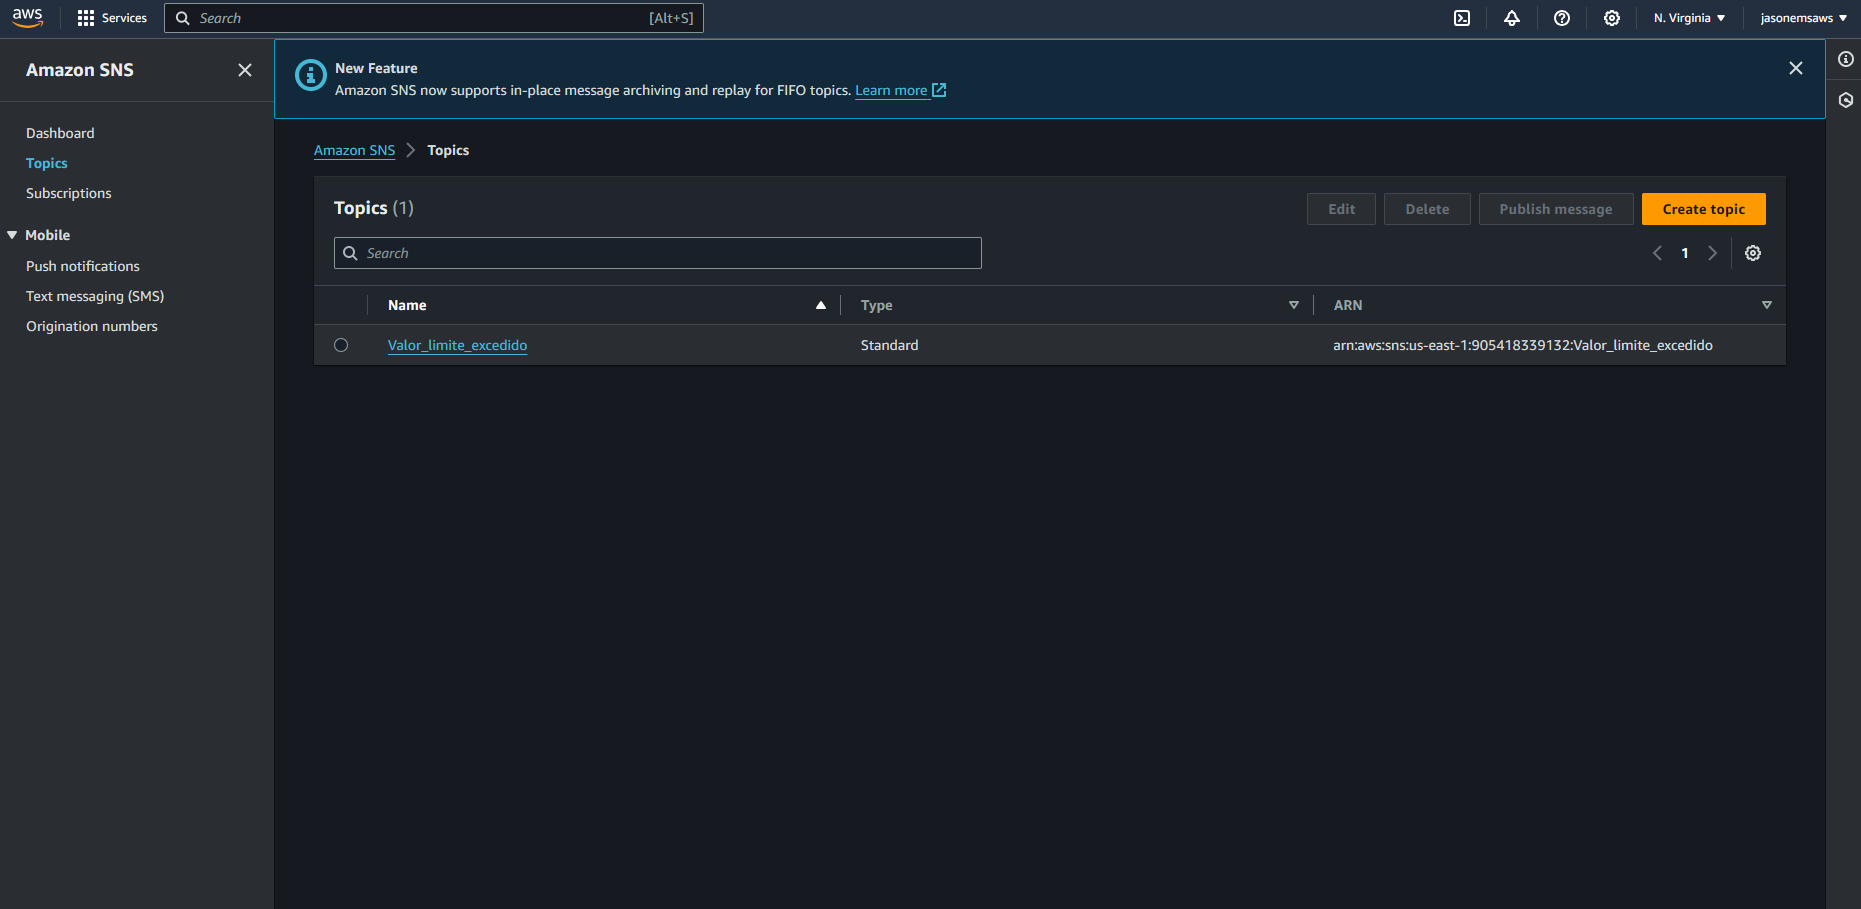 aws Services Search [Alt+S] N. Virginia jasonemsaws
Amazon SNS
Dashboard
Topics
Subscriptions
Mobile
Push notifications
Text messaging (SMS)
Origination numbers
New Feature
Amazon SNS now supports in-place message archiving and replay for FIFO topics. Learn more
Amazon SNS Topics
Topics (1) Edit Delete Publish message Create topic
Search 1
Name Type ARN
Valor_limite_excedido Standard arn:aws:sns:us-east-1:905418339132:Valor_limite_excedido